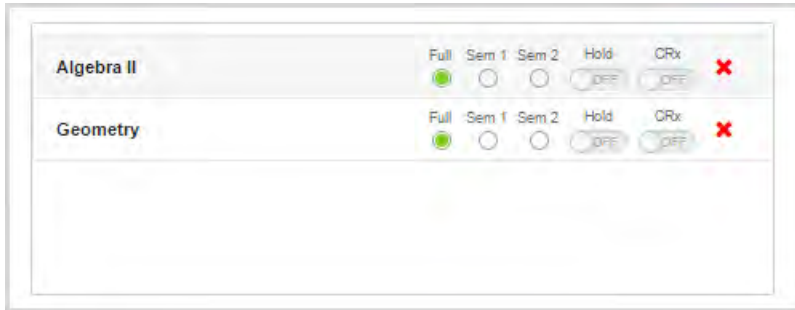 Full Sem 1 Sem 2 Hold CRx
Algebra II
OFF OFF
Full Sem 1 Sem 2 Hold CRx
Geometry
OFF OFF